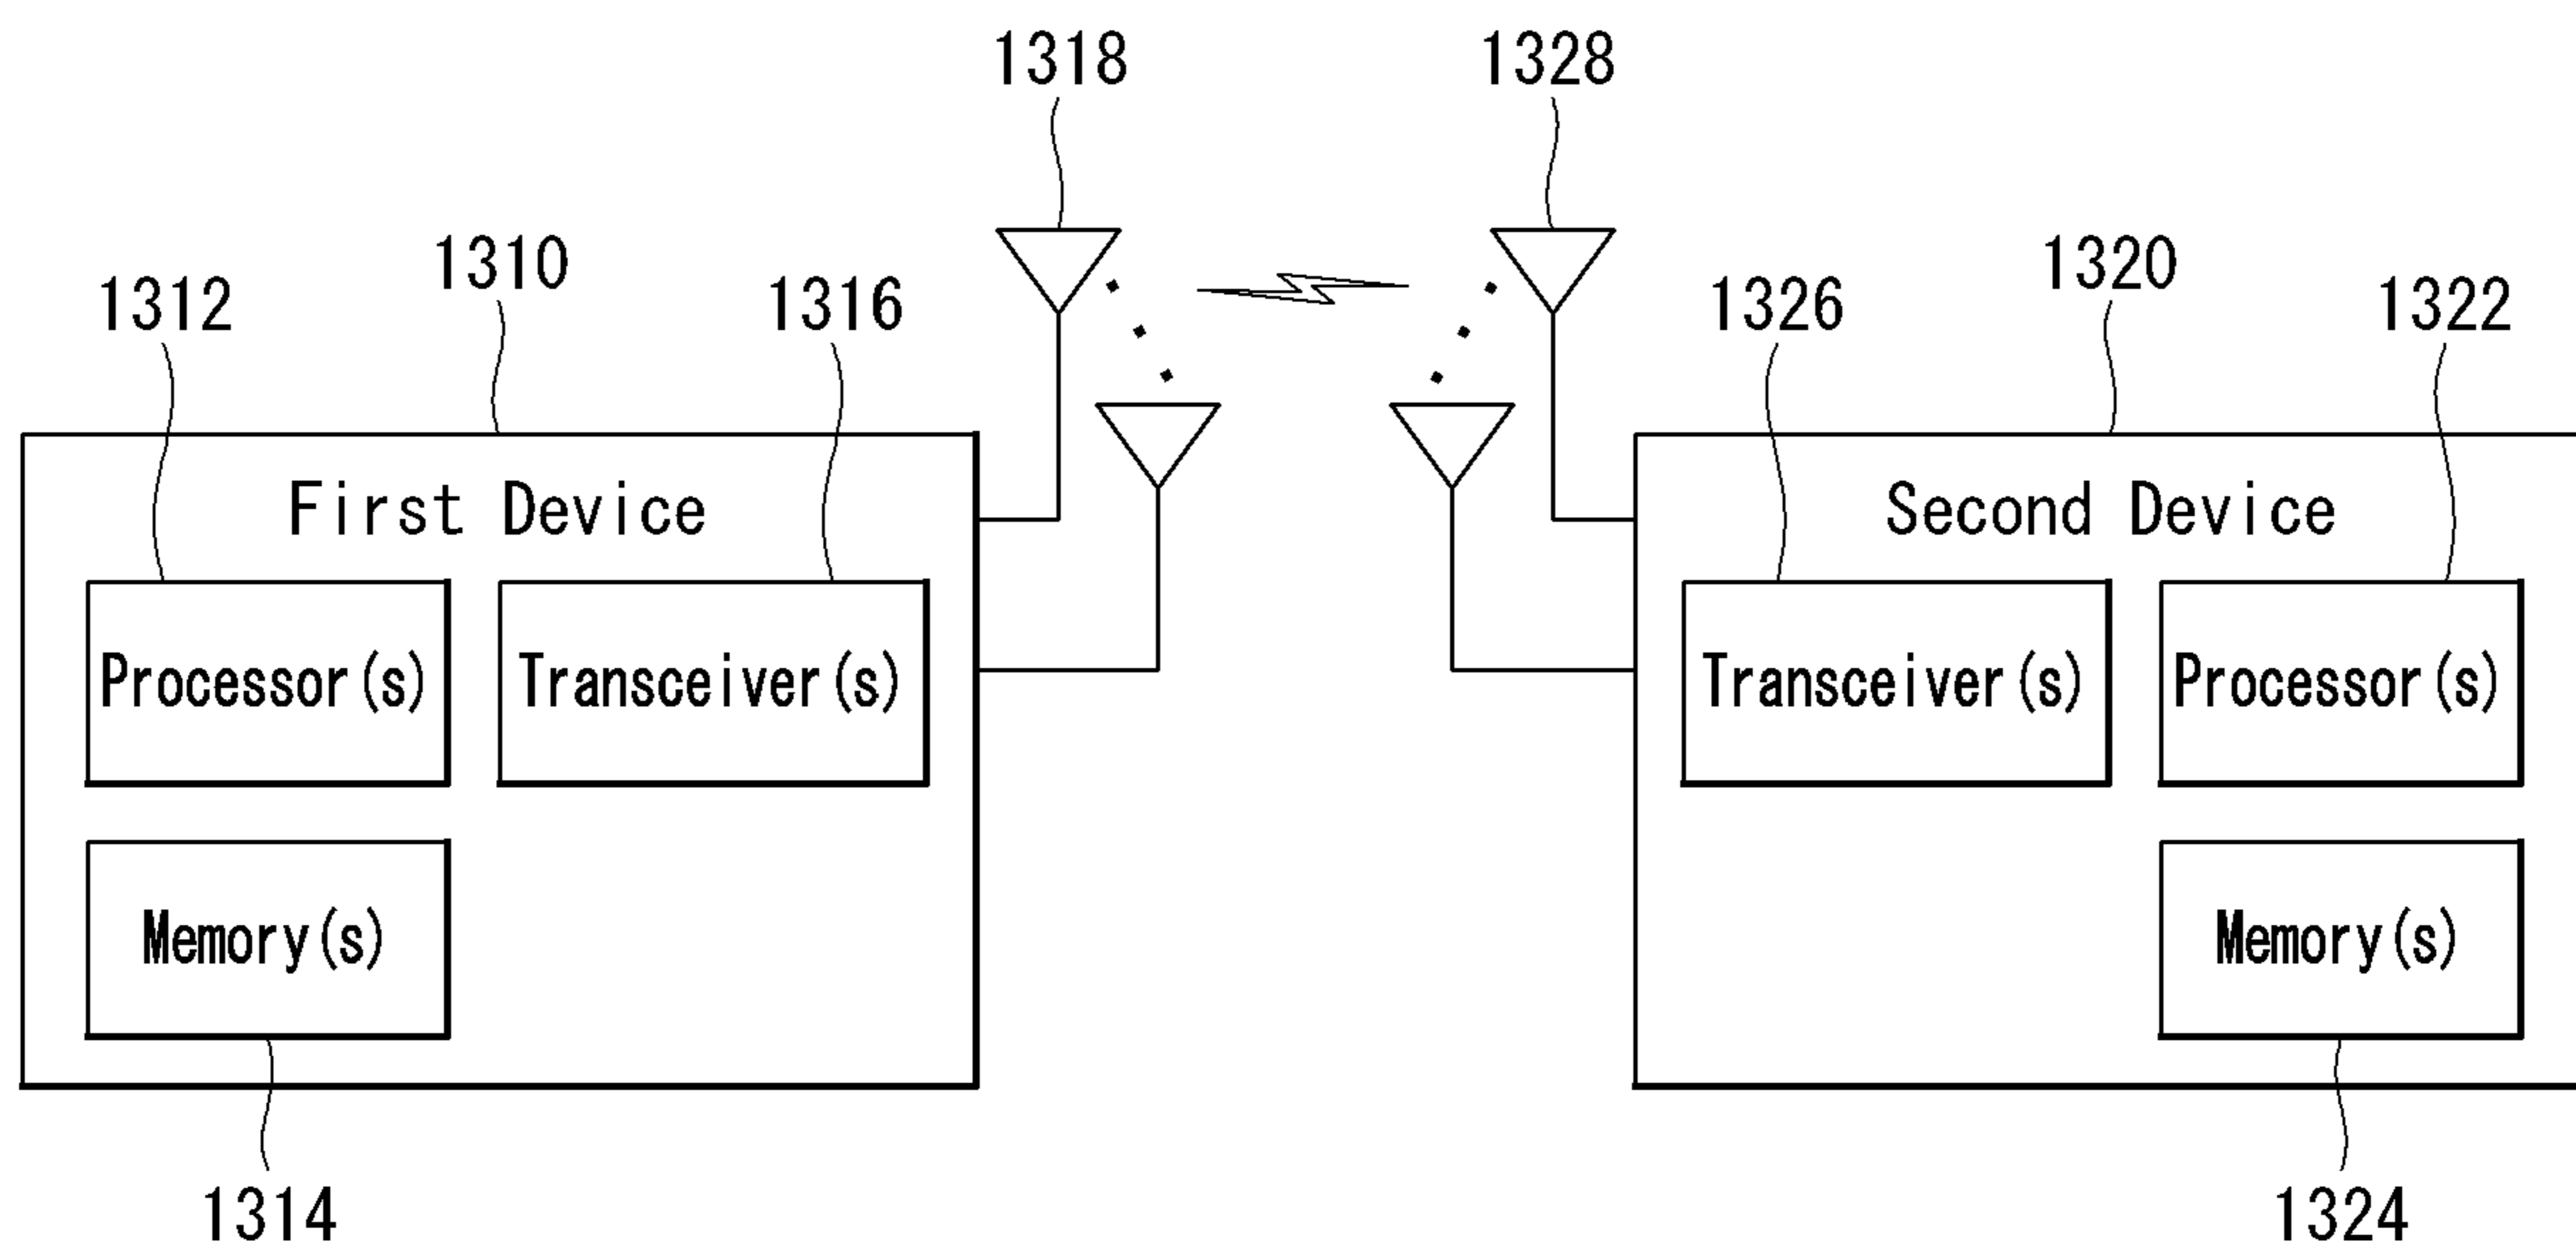 1318
1328
1310
1320
1312
1316
1326
1322
First Device
Second Device
Processor(s)
Transceiver(s)
Transceiver(s)
Processor(s)
Memory(s)
Memory(s)
1314
1324